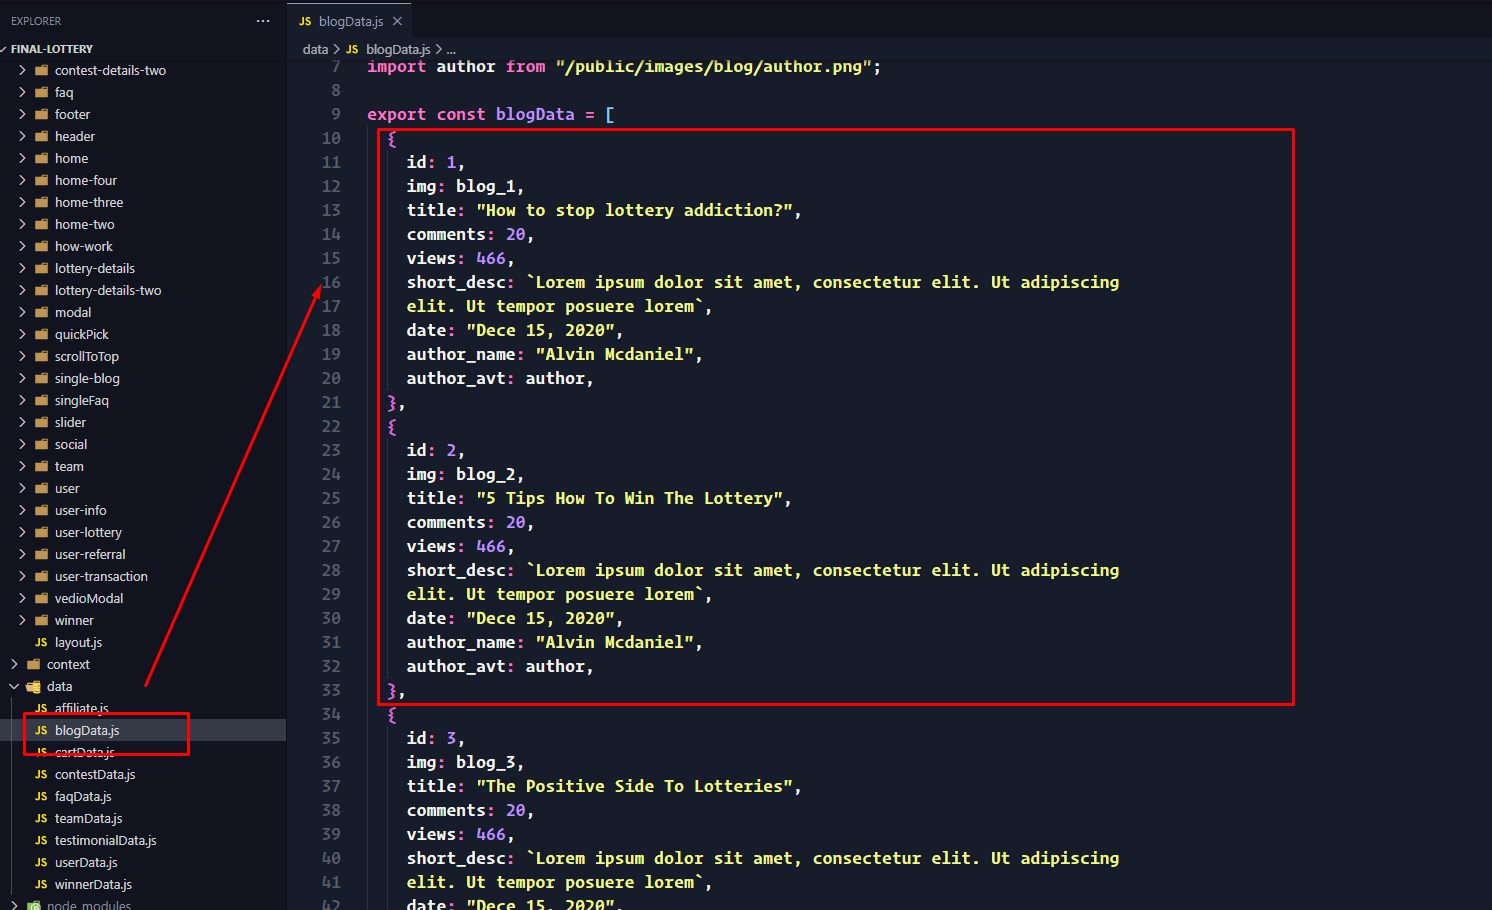 EXPLORER
...
FINAL-LOTTERY
contest-details-two
faq
footer
header
home
home-four
home-three
home-two
how-work
lottery-details
lottery-details-two
modal
quickPick
scrollToTop
single-blog
singleFaq
slider
social
team
user
user-info
user-lottery
user-referral
user-transaction
vedioModal
winner
JS layout.js
context
data
JS affiliate.js
JS blogData.js
JS cartData.js
JS contestData.js
JS faqData.js
JS teamData.js
JS testimonialData.js
JS userData.js
JS winnerData.js
node_modules
JS blogData.js ×
data > JS blogData.js > ...
7 import author from "/public/images/blog/author.png";
8
9 export const blogData = [
10 {
11 id: 1,
12 img: blog_1,
13 title: "How to stop lottery addiction?",
14 comments: 20,
15 views: 466,
16 short_desc: `Lorem ipsum dolor sit amet, consectetur elit. Ut adipiscing
17 elit. Ut tempor posuere lorem`,
18 date: "Dece 15, 2020",
19 author_name: "Alvin Mcdaniel",
20 author_avt: author,
21 },
22 {
23 id: 2,
24 img: blog_2,
25 title: "5 Tips How To Win The Lottery",
26 comments: 20,
27 views: 466,
28 short_desc: `Lorem ipsum dolor sit amet, consectetur elit. Ut adipiscing
29 elit. Ut tempor posuere lorem`,
30 date: "Dece 15, 2020",
31 author_name: "Alvin Mcdaniel",
32 author_avt: author,
33 },
34 {
35 id: 3,
36 img: blog_3,
37 title: "The Positive Side To Lotteries",
38 comments: 20,
39 views: 466,
40 short_desc: `Lorem ipsum dolor sit amet, consectetur elit. Ut adipiscing
41 elit. Ut tempor posuere lorem`,
42 date: "Dece 15, 2020",